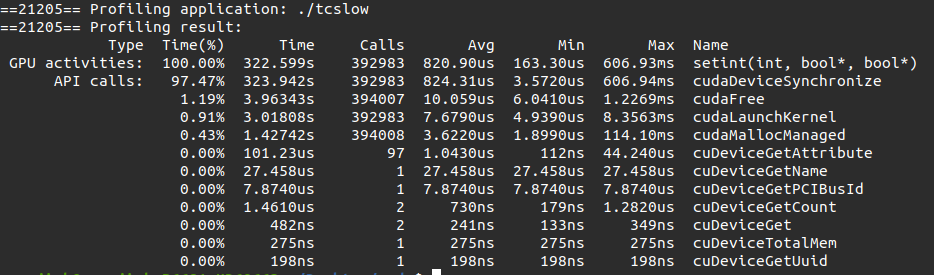 ==21205== Profiling application: ./tcslow
==21205== Profiling result:
Type Time(%) Time Calls Avg Min Max Name
GPU activities: 100.00% 322.599s 392983 820.90us 163.30us 606.93ms setint(int, bool*, bool*)
API calls: 97.47% 323.942s 392983 824.31us 3.5720us 606.94ms cudaDeviceSynchronize
1.19% 3.96343s 394007 10.059us 6.0410us 1.2269ms cudaFree
0.91% 3.01808s 392983 7.6790us 4.9390us 8.3563ms cudaLaunchKernel
0.43% 1.42742s 394008 3.6220us 1.8990us 114.10ms cudaMallocManaged
0.00% 101.23us 97 1.0430us 112ns 44.240us cuDeviceGetAttribute
0.00% 27.458us 1 27.458us 27.458us 27.458us cuDeviceGetName
0.00% 7.8740us 1 7.8740us 7.8740us 7.8740us cuDeviceGetPCIBusId
0.00% 1.4610us 2 730ns 179ns 1.2820us cuDeviceGetCount
0.00% 482ns 2 241ns 133ns 349ns cuDeviceGet
0.00% 275ns 1 275ns 275ns 275ns cuDeviceTotalMem
0.00% 198ns 1 198ns 198ns 198ns cuDeviceGetUuid